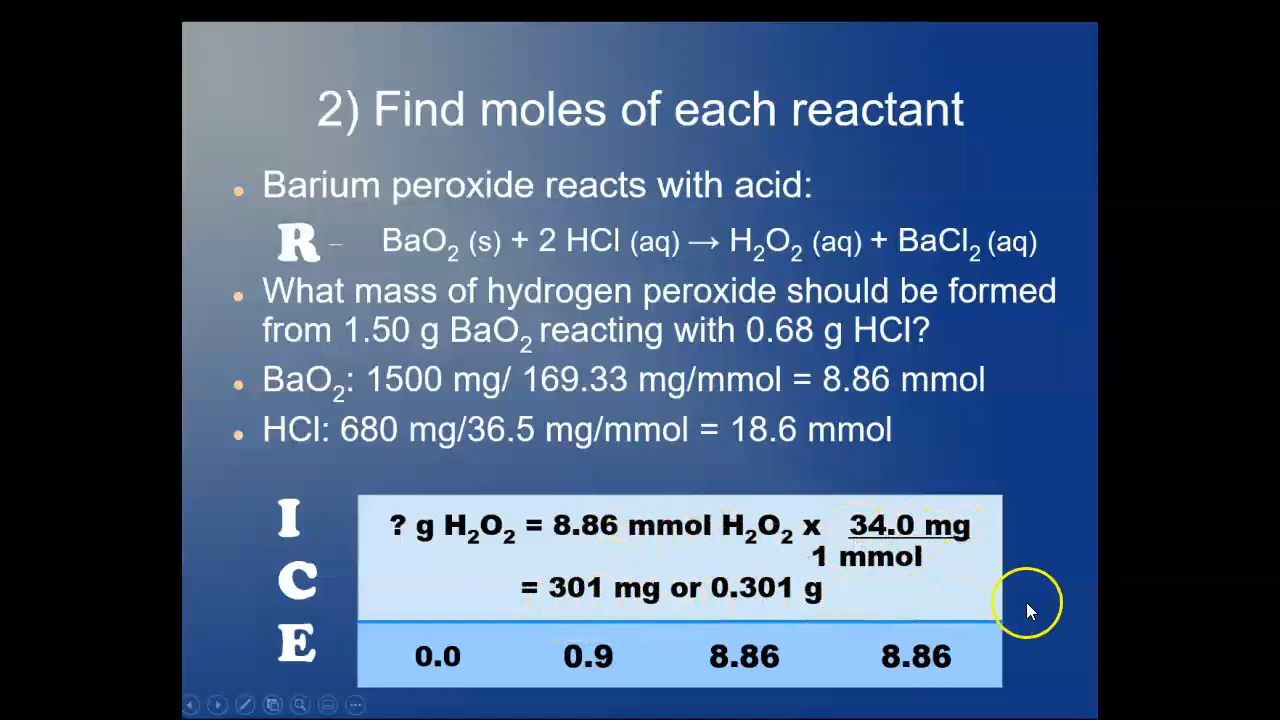 2) Find moles of each reactant
• Barium peroxide reacts with acid:
R – BaO₂ (s) + 2 HCl (aq) → H₂O₂ (aq) + BaCl₂ (aq)
• What mass of hydrogen peroxide should be formed
from 1.50 g BaO₂ reacting with 0.68 g HCl?
• BaO₂: 1500 mg/ 169.33 mg/mmol = 8.86 mmol
• HCl: 680 mg/36.5 mg/mmol = 18.6 mmol
I
? g H₂O₂ = 8.86 mmol H₂O₂ x 34.0 mg
1 mmol
C
= 301 mg or 0.301 g
E 0.0 0.9 8.86 8.86